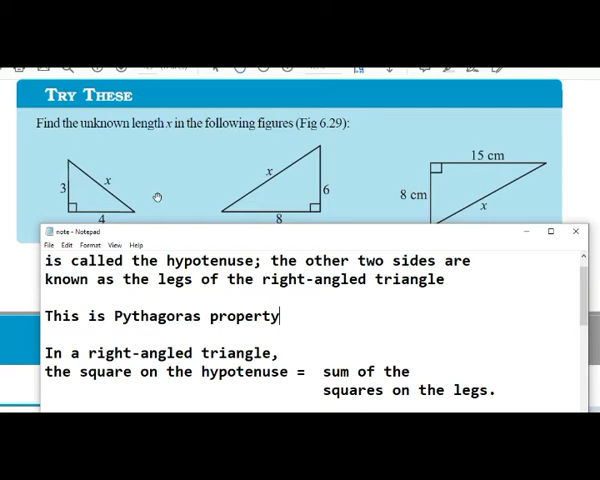 TRY THESE
Find the unknown length x in the following figures (Fig 6.29):
3
x
4
x
6
8
15 cm
8 cm
x
note - Notepad
File Edit Format View Help
is called the hypotenuse; the other two sides are
known as the legs of the right-angled triangle
This is Pythagoras property
In a right-angled triangle,
the square on the hypotenuse = sum of the
squares on the legs.